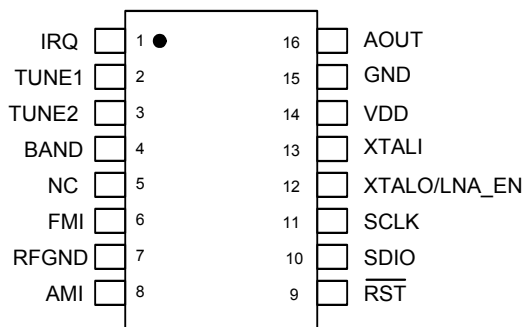 IRQ 1 16 AOUT
TUNE1 2 15 GND
TUNE2 3 14 VDD
BAND 4 13 XTALI
NC 5 12 XTALO/LNA_EN
FMI 6 11 SCLK
RFGND 7 10 SDIO
AMI 8 9 RST